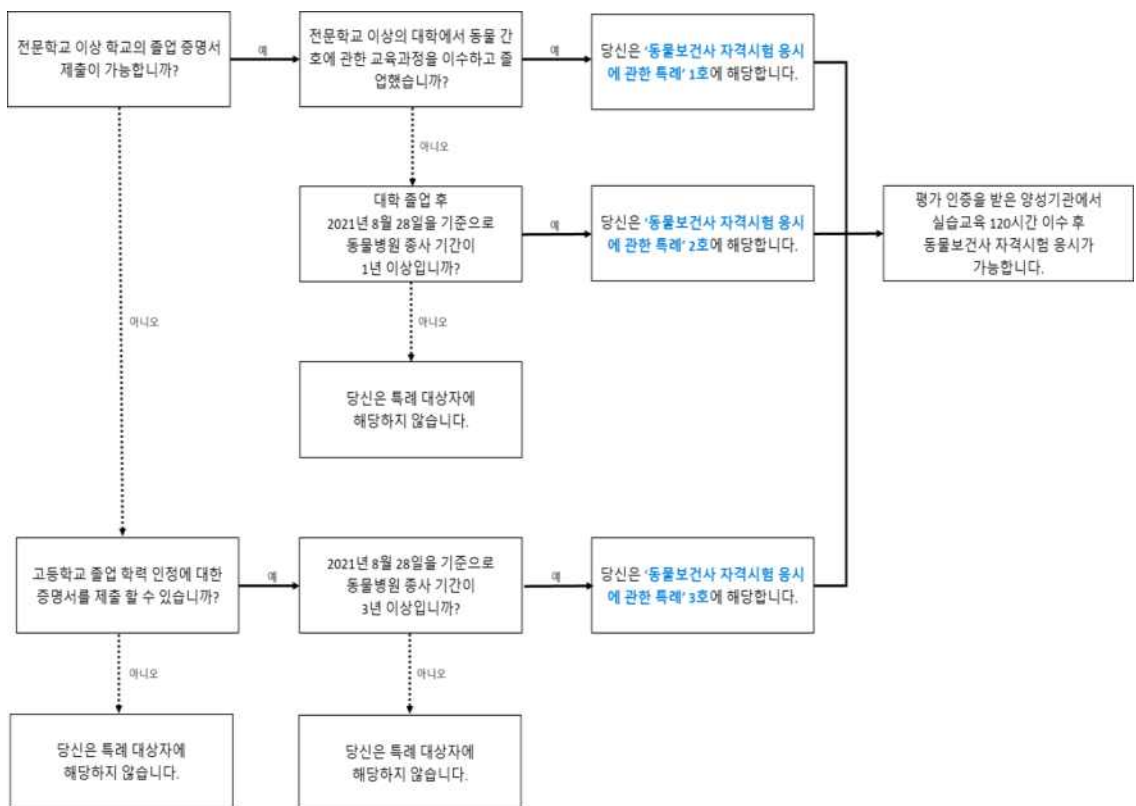 전문학교 이상 학교의 졸업 증명서
제출이 가능합니까?
예
전문학교 이상의 대학에서 동물 간
호에 관한 교육과정을 이수하고 졸
업했습니까?
예
당신은 '동물보건사 자격시험 응시
에 관한 특례' 1호에 해당합니다.
아니오
대학 졸업 후
2021년 8월 28일을 기준으로
동물병원 종사 기간이
1년 이상입니까?
예
당신은 '동물보건사 자격시험 응시
에 관한 특례' 2호에 해당합니다.
평가 인증을 받은 양성기관에서
실습교육 120시간 이수 후
동물보건사 자격시험 응시가
가능합니다.
아니오
아니오
당신은 특례 대상자에
해당하지 않습니다.
고등학교 졸업 학력 인정에 대한
증명서를 제출 할 수 있습니까?
예
2021년 8월 28일을 기준으로
동물병원 종사 기간이
3년 이상입니까?
예
당신은 '동물보건사 자격시험 응시
에 관한 특례' 3호에 해당합니다.
아니오
아니오
당신은 특례 대상자에
해당하지 않습니다.
당신은 특례 대상자에
해당하지 않습니다.